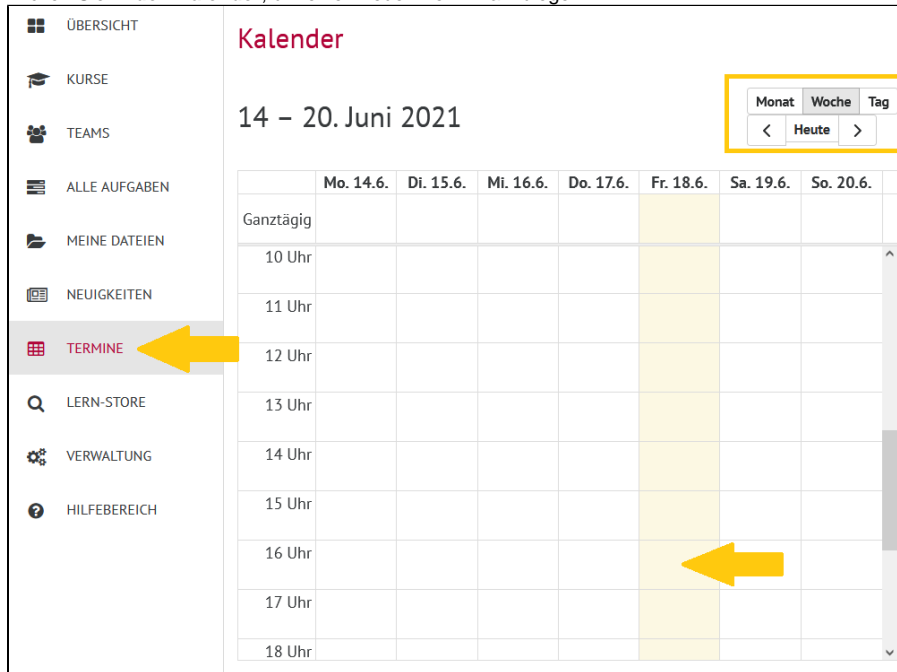 ÜBERSICHT
KURSE
TEAMS
ALLE AUFGABEN
MEINE DATEIEN
NEUIGKEITEN
TERMINE
LERN-STORE
VERWALTUNG
HILFEBEREICH
Kalender
14 – 20. Juni 2021
Monat Woche Tag
< Heute >
Mo. 14.6. Di. 15.6. Mi. 16.6. Do. 17.6. Fr. 18.6. Sa. 19.6. So. 20.6.
Ganztägig
10 Uhr
11 Uhr
12 Uhr
13 Uhr
14 Uhr
15 Uhr
16 Uhr
17 Uhr
18 Uhr